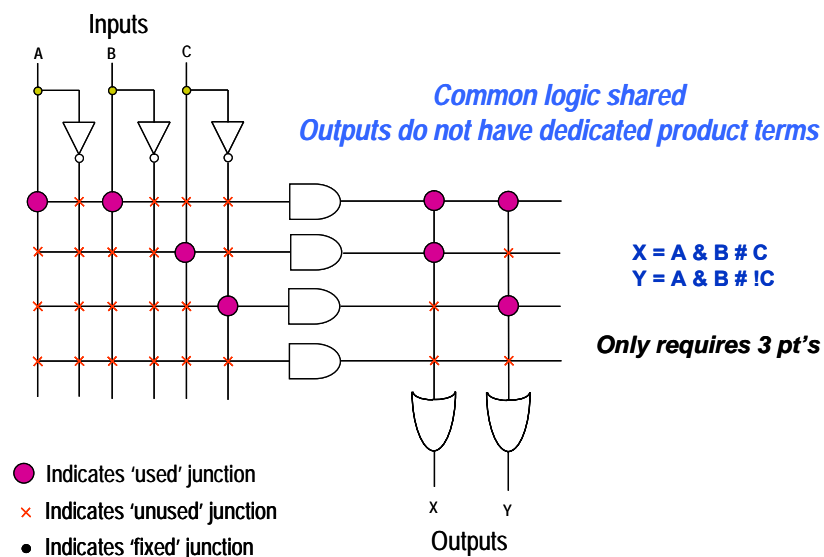 Inputs
A B C
Common logic shared
Outputs do not have dedicated product terms
X = A & B # C
Y = A & B # !C
Only requires 3 pt's
Indicates ‘used’ junction
Indicates ‘unused’ junction
Indicates ‘fixed’ junction
X Y
Outputs